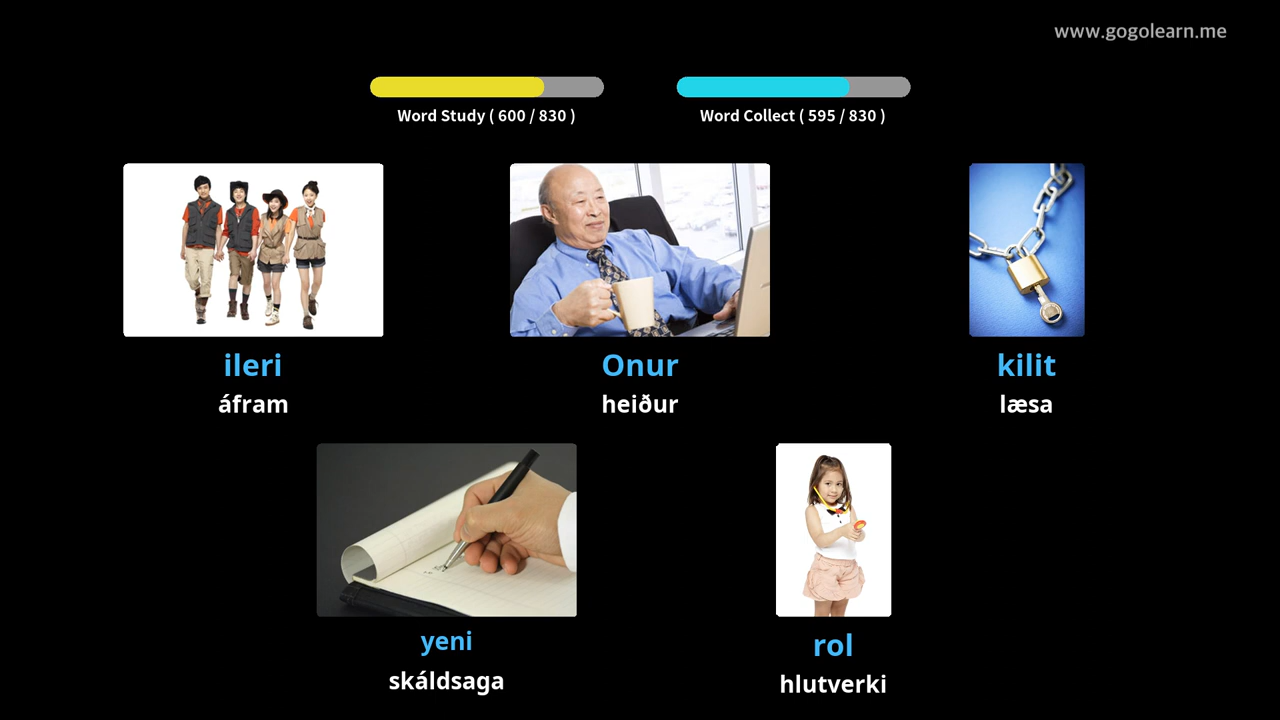 www.gogolearn.me
Word Study ( 600 / 830 )
Word Collect ( 595 / 830 )
ileri
áfram
Onur
heiður
kilit
læsa
yeni
skáldsaga
rol
hlutverki